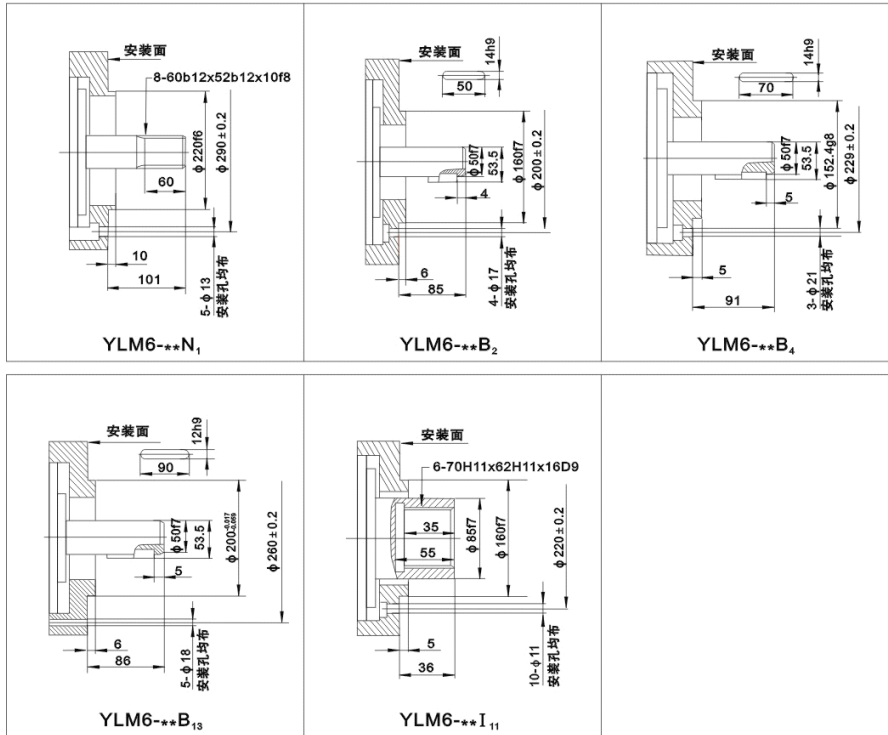 安装面
8-60b12x52b12x10f8
60
ϕ220f6
ϕ290±0.2
10
101
5-ϕ13
安装孔均布
YLM6-**N₁
安装面
14h9
50
ϕ50f7
53.5
ϕ160f7
ϕ200±0.2
4
6
85
4-ϕ17
安装孔均布
YLM6-**B₂
安装面
14h9
70
ϕ50f7
53.5
ϕ152.4g8
ϕ229±0.2
5
5
91
3-ϕ21
安装孔均布
YLM6-**B₄
安装面
12h9
90
ϕ50f7
53.5
ϕ200-0.017 -0.069
ϕ260±0.2
5
6
86
5-ϕ18
安装孔均布
YLM6-**B₁₃
安装面
6-70H11x62H11x16D9
35
55
ϕ85f7
ϕ160f7
ϕ220±0.2
5
36
10-ϕ11
安装孔均布
YLM6-**I₁₁